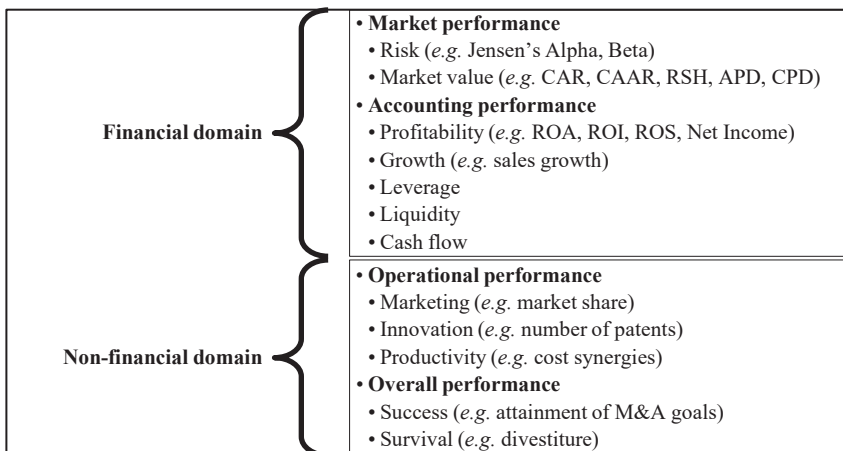 Financial domain
• Market performance
• Risk (e.g. Jensen’s Alpha, Beta)
• Market value (e.g. CAR, CAAR, RSH, APD, CPD)
• Accounting performance
• Profitability (e.g. ROA, ROI, ROS, Net Income)
• Growth (e.g. sales growth)
• Leverage
• Liquidity
• Cash flow
Non-financial domain
• Operational performance
• Marketing (e.g. market share)
• Innovation (e.g. number of patents)
• Productivity (e.g. cost synergies)
• Overall performance
• Success (e.g. attainment of M&A goals)
• Survival (e.g. divestiture)